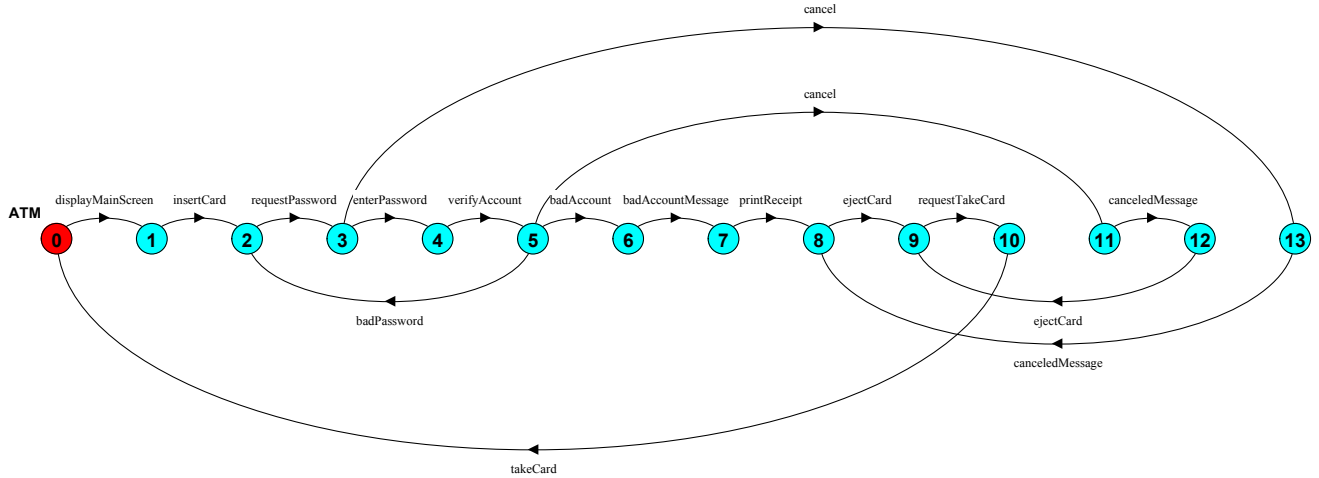 cancel
cancel
displayMainScreen insertCard requestPassword enterPassword verifyAccount badAccount badAccountMessage printReceipt ejectCard requestTakeCard canceledMessage
ATM
0 1 2 3 4 5 6 7 8 9 10 11 12 13
badPassword ejectCard
canceledMessage
takeCard